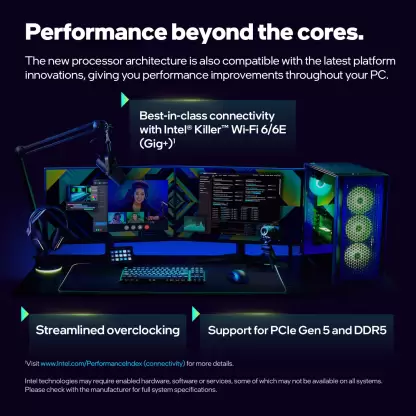 Performance beyond the cores.
The new processor architecture is also compatible with the latest platform
innovations, giving you performance improvements throughout your PC.
Best-in-class connectivity
with Intel® Killer™ Wi-Fi 6/6E
(Gig+)¹
Streamlined overclocking
Support for PCIe Gen 5 and DDR5
¹Visit www.Intel.com/PerformanceIndex (connectivity) for more details.
Intel technologies may require enabled hardware, software or services, some of which may not be available on all systems.
Please check with the manufacturer for full system specifications.